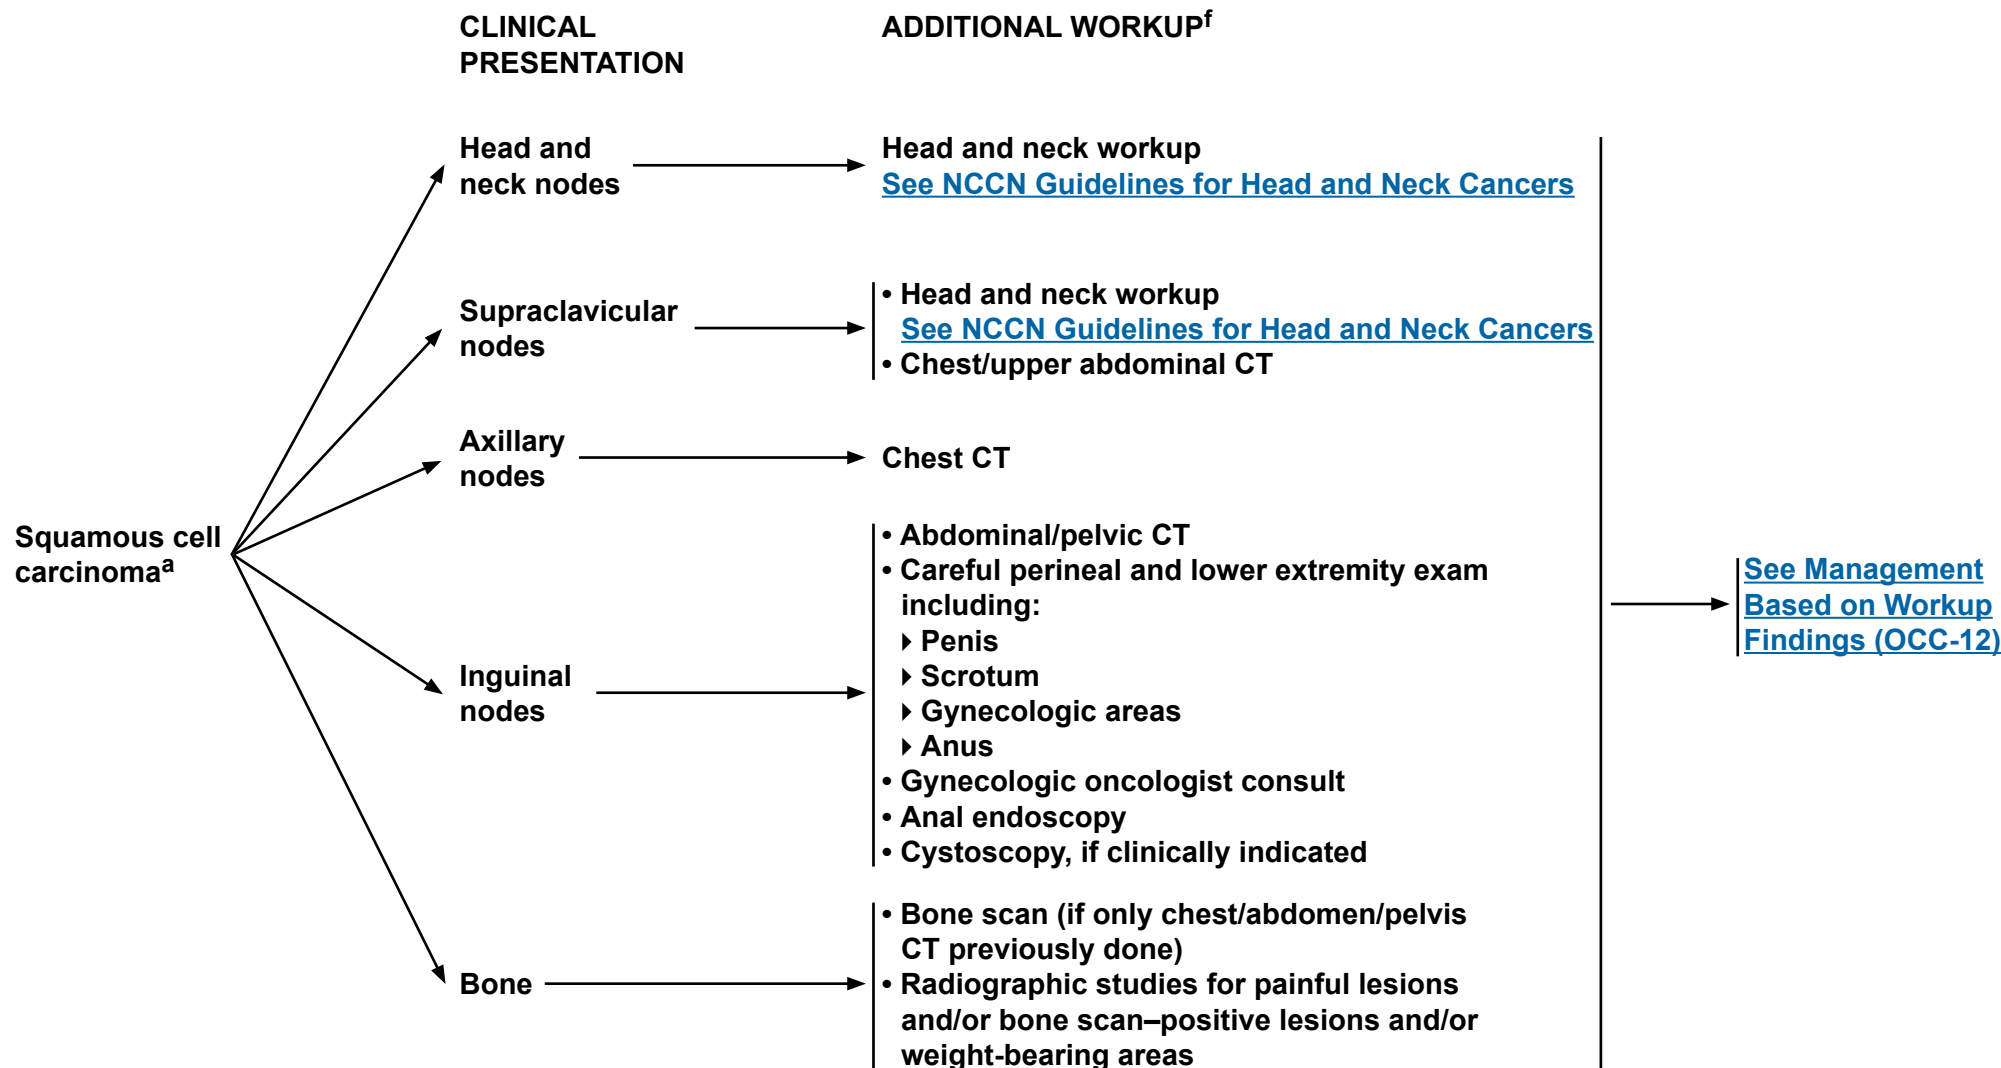 CLINICAL
PRESENTATION
ADDITIONAL WORKUPf
Squamous cell
carcinomaa
Head and
neck nodes
Head and neck workup
See NCCN Guidelines for Head and Neck Cancers
Supraclavicular
nodes
• Head and neck workup
See NCCN Guidelines for Head and Neck Cancers
• Chest/upper abdominal CT
Axillary
nodes
Chest CT
Inguinal
nodes
• Abdominal/pelvic CT
• Careful perineal and lower extremity exam
including:
▸ Penis
▸ Scrotum
▸ Gynecologic areas
▸ Anus
• Gynecologic oncologist consult
• Anal endoscopy
• Cystoscopy, if clinically indicated
Bone
• Bone scan (if only chest/abdomen/pelvis
CT previously done)
• Radiographic studies for painful lesions
and/or bone scan–positive lesions and/or
weight-bearing areas
See Management
Based on Workup
Findings (OCC-12)